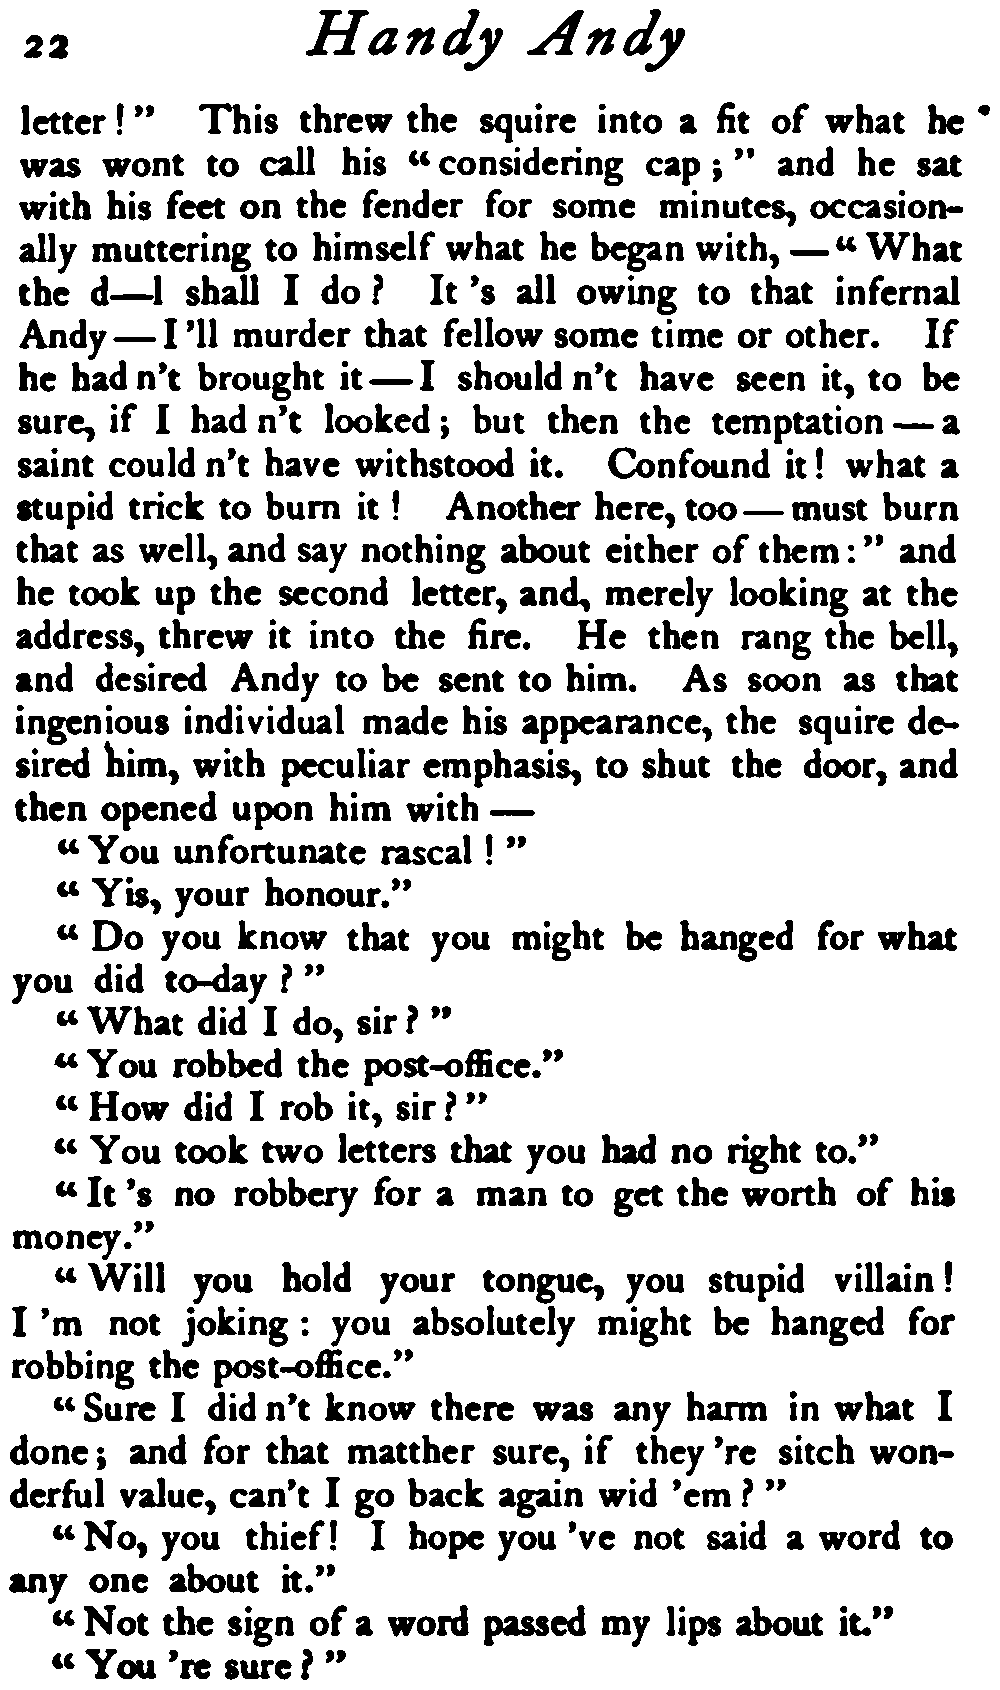 22 Handy Andy
letter!" This threw the squire into a fit of what he
was wont to call his "considering cap;" and he sat
with his feet on the fender for some minutes, occasion-
ally muttering to himself what he began with,—"What
the d—l shall I do? It 's all owing to that infernal
Andy—I 'll murder that fellow some time or other. If
he had n't brought it—I should n't have seen it, to be
sure, if I had n't looked; but then the temptation—a
saint could n't have withstood it. Confound it! what a
stupid trick to burn it! Another here, too—must burn
that as well, and say nothing about either of them:" and
he took up the second letter, and, merely looking at the
address, threw it into the fire. He then rang the bell,
and desired Andy to be sent to him. As soon as that
ingenious individual made his appearance, the squire de-
sired him, with peculiar emphasis, to shut the door, and
then opened upon him with—
"You unfortunate rascal!"
"Yis, your honour."
"Do you know that you might be hanged for what
you did to-day?"
"What did I do, sir?"
"You robbed the post-office."
"How did I rob it, sir?"
"You took two letters that you had no right to."
"It 's no robbery for a man to get the worth of his
money."
"Will you hold your tongue, you stupid villain!
I 'm not joking: you absolutely might be hanged for
robbing the post-office."
"Sure I did n't know there was any harm in what I
done; and for that matther sure, if they 're sitch won-
derful value, can't I go back again wid 'em?"
"No, you thief! I hope you 've not said a word to
any one about it."
"Not the sign of a word passed my lips about it."
"You 're sure?"